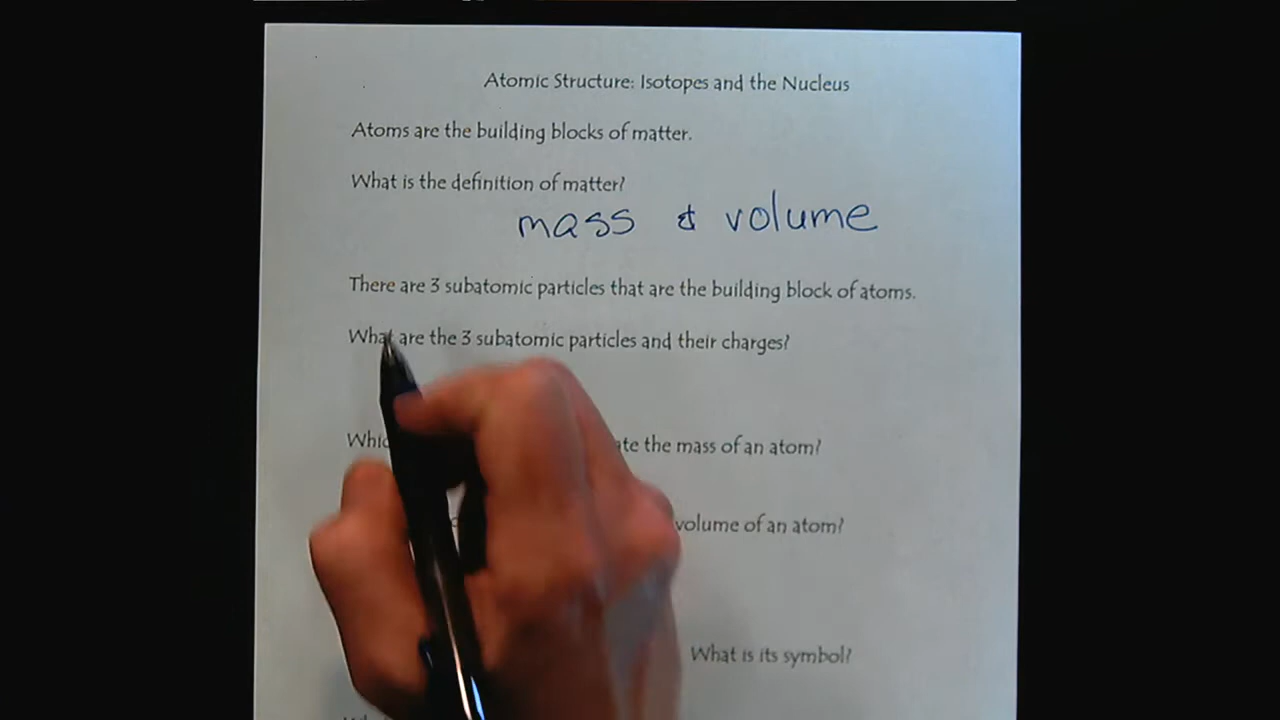 Atomic Structure: Isotopes and the Nucleus
Atoms are the building blocks of matter.
What is the definition of matter?
mass & volume
There are 3 subatomic particles that are the building block of atoms.
What are the 3 subatomic particles and their charges?
the mass of an atom?
volume of an atom?
What is its symbol?